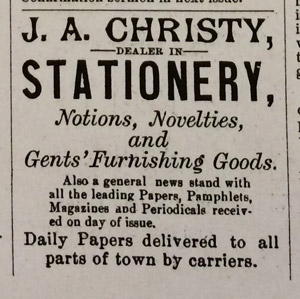 J. A. CHRISTY,
DEALER IN
STATIONERY,
Notions, Novelties,
and
Gents' Furnishing Goods.
Also a general news stand with
all the leading Papers, Pamphlets,
Magazines and Periodicals receiv-
ed on day of issue.
Daily Papers delivered to all
parts of town by carriers.